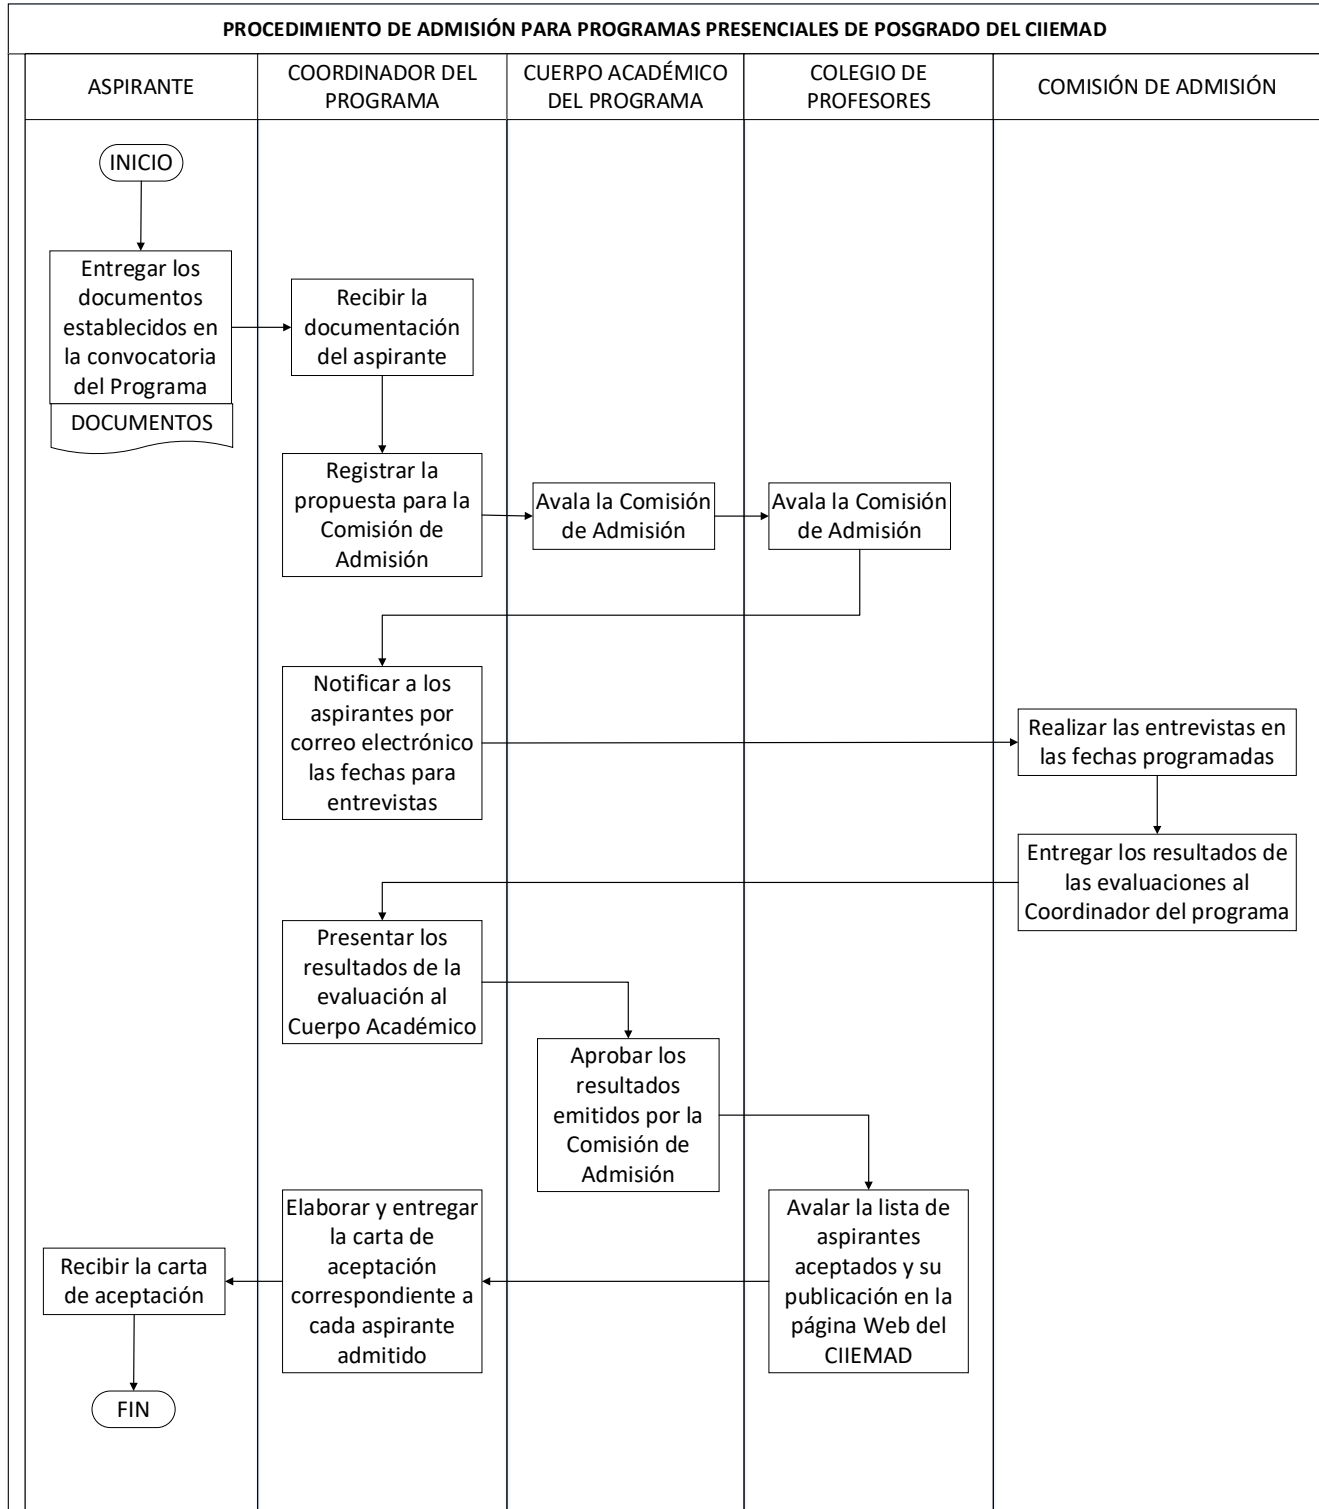 PROCEDIMIENTO DE ADMISIÓN PARA PROGRAMAS PRESENCIALES DE POSGRADO DEL CIIEMAD
ASPIRANTE
COORDINADOR DEL
PROGRAMA
CUERPO ACADÉMICO
DEL PROGRAMA
COLEGIO DE
PROFESORES
COMISIÓN DE ADMISIÓN
INICIO
Entregar los
documentos
establecidos en
la convocatoria
del Programa
DOCUMENTOS
Recibir la
documentación
del aspirante
Registrar la
propuesta para la
Comisión de
Admisión
Avala la Comisión
de Admisión
Avala la Comisión
de Admisión
Notificar a los
aspirantes por
correo electrónico
las fechas para
entrevistas
Realizar las entrevistas en
las fechas programadas
Entregar los resultados de
las evaluaciones al
Coordinador del programa
Presentar los
resultados de la
evaluación al
Cuerpo Académico
Aprobar los
resultados
emitidos por la
Comisión de
Admisión
Avalar la lista de
aspirantes
aceptados y su
publicación en la
página Web del
CIIEMAD
Elaborar y entregar
la carta de
aceptación
correspondiente a
cada aspirante
admitido
Recibir la carta
de aceptación
FIN